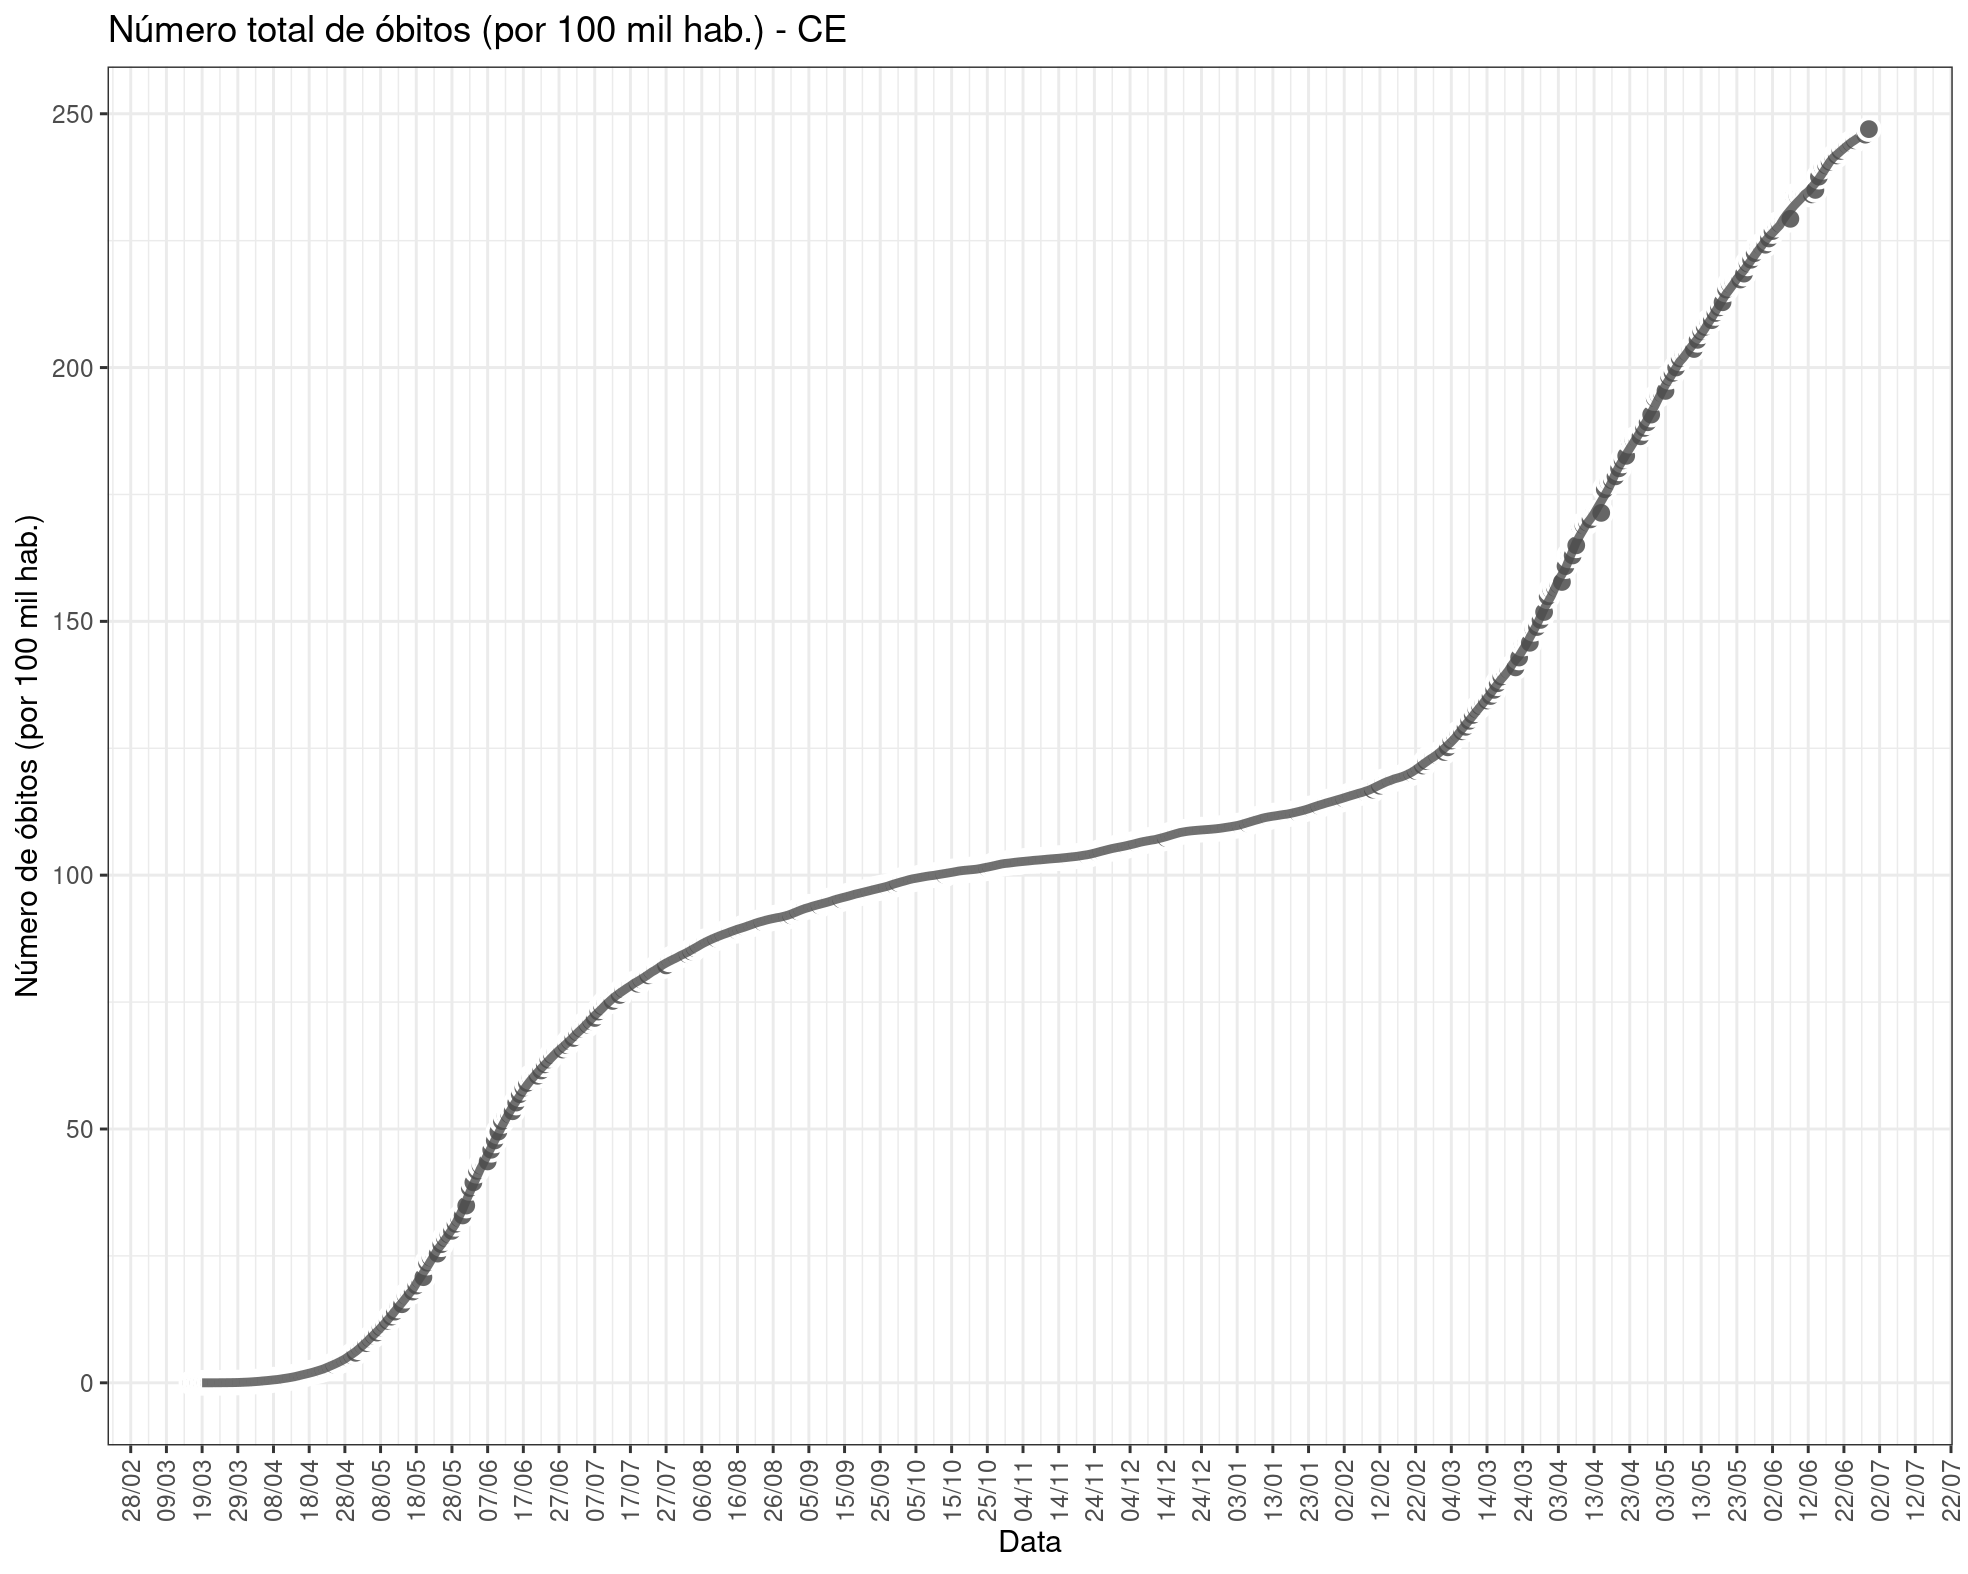 Número total de óbitos (por 100 mil hab.) - CE
Número de óbitos (por 100 mil hab.)
250
200
150
100
50
0
28/02 09/03 19/03 29/03 08/04 18/04 28/04 08/05 18/05 28/05 07/06 17/06 27/06 07/07 17/07 27/07 06/08 16/08 26/08 05/09 15/09 25/09 05/10 15/10 25/10 04/11 14/11 24/11 04/12 14/12 24/12 03/01 13/01 23/01 02/02 12/02 22/02 04/03 14/03 24/03 03/04 13/04 23/04 03/05 13/05 23/05 02/06 12/06 22/06 02/07 12/07 22/07
Data